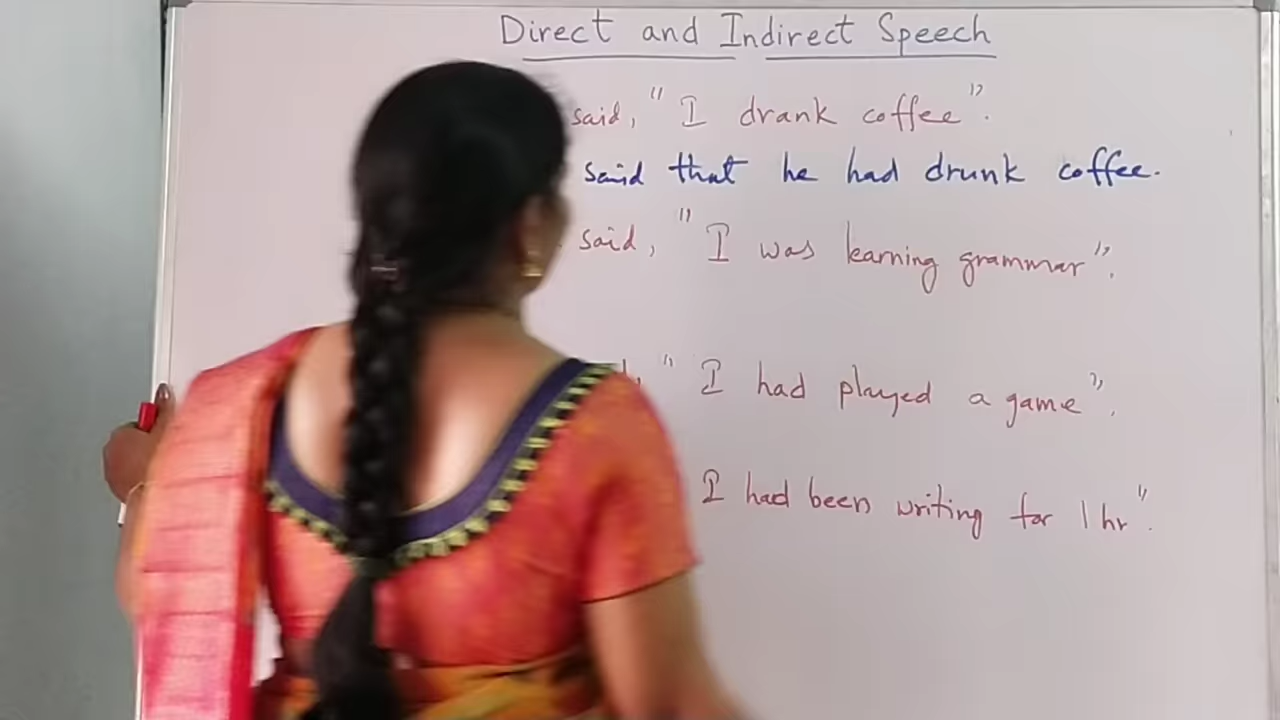 Direct and Indirect Speech
said, "I drank coffee".
said that he had drunk coffee.
said, "I was learning grammar".
" I had played a game".
I had been writing for 1 hr".